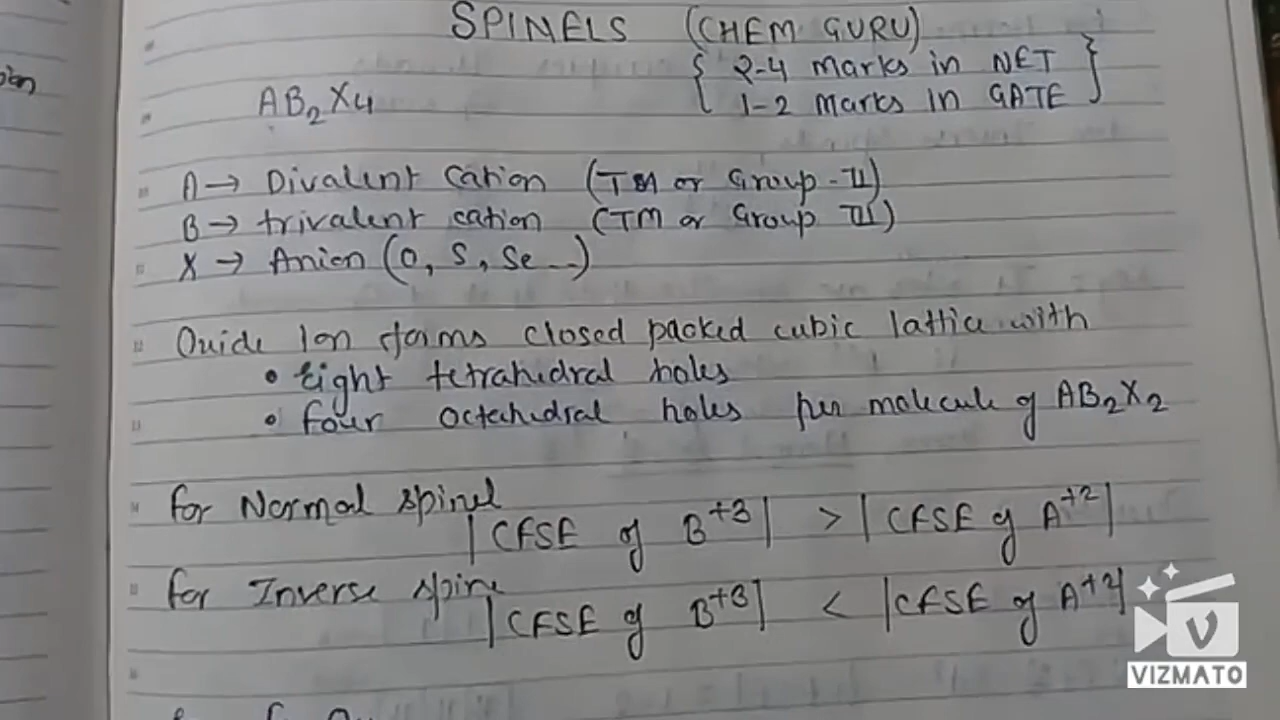 SPINELS (CHEM GURU)
{ 2-4 marks in NET }
1-2 marks in GATE
AB₂X₄
A → Divalent cation (TM or Group-II)
B → trivalent cation (TM or Group III)
X → Anion (O, S, Se --)
Oxide Ion forms closed packed cubic lattice with
• Eight tetrahedral holes
• four octahedral holes per molecule of AB₂X₂
for Normal spinel
|CFSE of B⁺³| > |CFSE of A⁺²|
for Inverse spine
|CFSE of B⁺³| < |CFSE of A⁺²|
V
VIZMATO